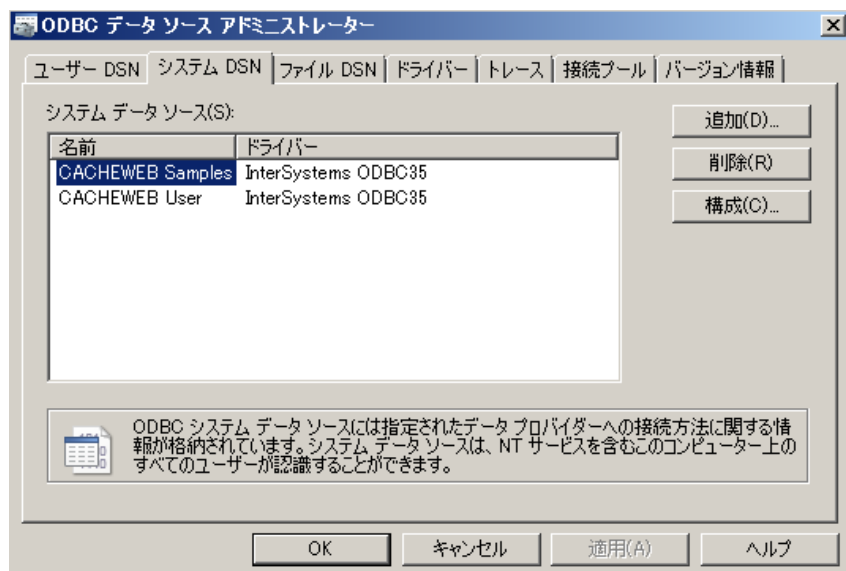 ODBC データ ソース アドミニストレーター
ユーザー DSN システム DSN ファイル DSN ドライバー トレース 接続プール バージョン情報
システム データ ソース(S):
追加(D)...
名前 ドライバー
CACHEWEB Samples InterSystems ODBC35
削除(R)
CACHEWEB User InterSystems ODBC35
構成(C)...
ODBC システム データ ソースには指定されたデータ プロバイダーへの接続方法に関する情
報が格納されています。システム データ ソースは、NT サービスを含むこのコンピューター上の
すべてのユーザーが認識することができます。
OK キャンセル 適用(A) ヘルプ